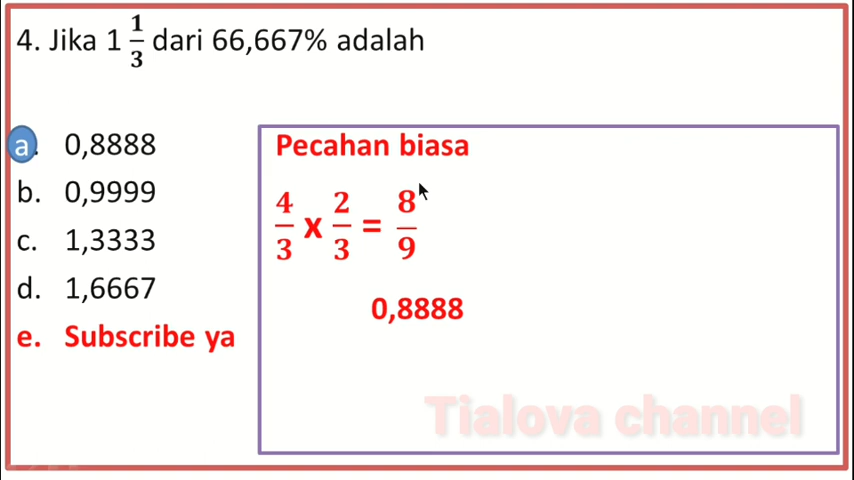 4. Jika 1 1/3 dari 66,667% adalah
a. 0,8888
b. 0,9999
c. 1,3333
d. 1,6667
e. Subscribe ya
Pecahan biasa
4/3 x 2/3 = 8/9
0,8888
Tialova channel